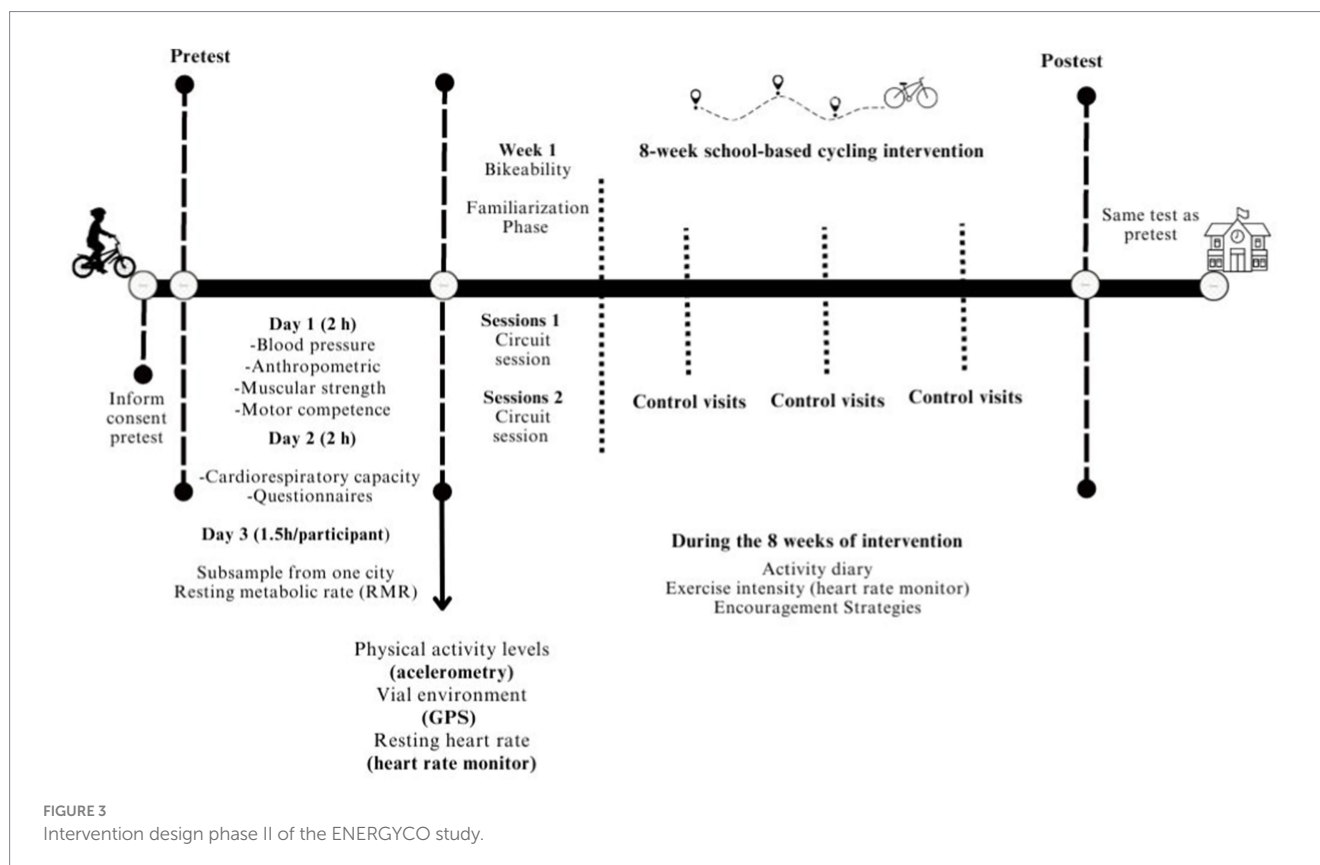 Pretest
Postest
Week 1
Bikeability
Familiarization
Phase
8-week school-based cycling intervention
Same test as
pretest
Inform
consent
pretest
Day 1 (2 h)
-Blood pressure
-Anthropometric
-Muscular strength
-Motor competence
Day 2 (2 h)
-Cardiorespiratory capacity
-Questionnaires
Day 3 (1.5h/participant)
Subsample from one city
Resting metabolic rate (RMR)
Sessions 1
Circuit
session
Sessions 2
Circuit
session
Control visits
Control visits
Control visits
During the 8 weeks of intervention
Activity diary
Exercise intensity (heart rate monitor)
Encouragement Strategies
Physical activity levels
(acelerometry)
Vial environment
(GPS)
Resting heart rate
(heart rate monitor)
FIGURE 3
Intervention design phase II of the ENERGYCO study.